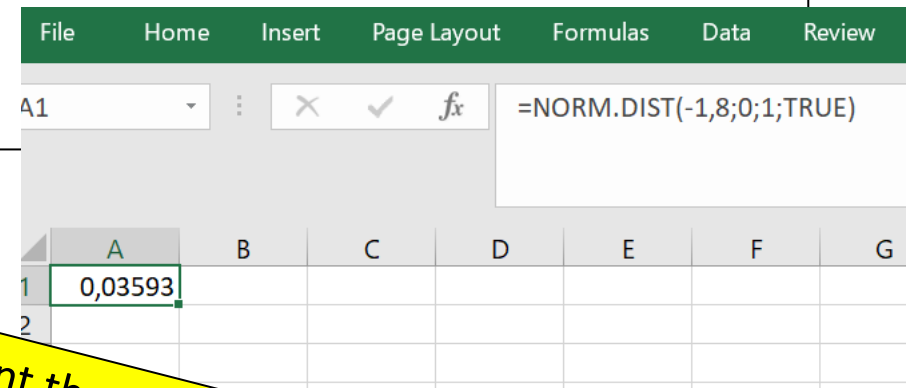 File Home Insert Page Layout Formulas Data Review
A1 fx =NORM.DIST(-1,8;0;1;TRUE)
A B C D E F G
1 0,03593
2